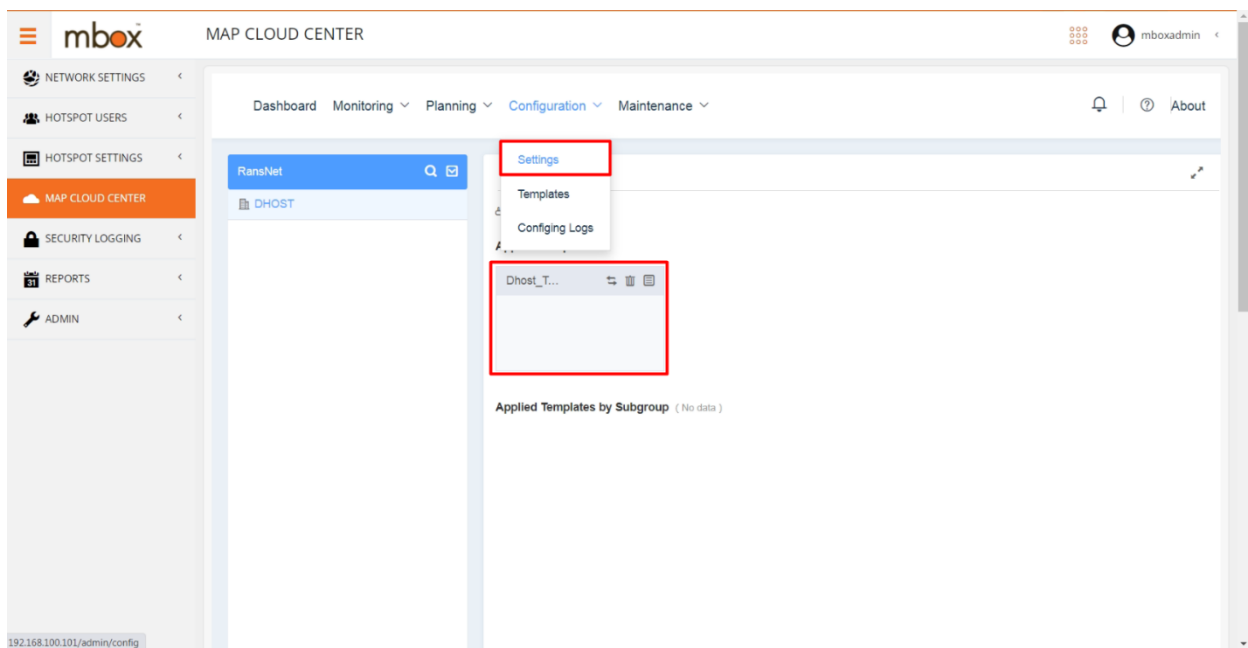 mbox
MAP CLOUD CENTER
mboxadmin
NETWORK SETTINGS
HOTSPOT USERS
HOTSPOT SETTINGS
MAP CLOUD CENTER
SECURITY LOGGING
31
REPORTS
ADMIN
Dashboard Monitoring Planning Configuration Maintenance
About
RansNet
DHOST
Settings
Templates
Configing Logs
Dhost_T...
Applied Templates by Subgroup ( No data )
192.168.100.101/admin/config